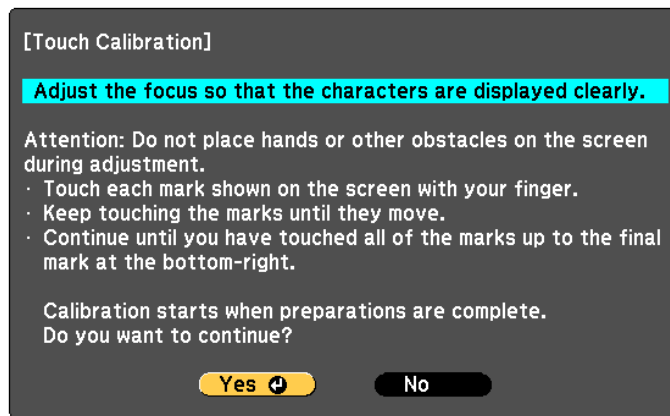 [Touch Calibration]
Adjust the focus so that the characters are displayed clearly.
Attention: Do not place hands or other obstacles on the screen
during adjustment.
· Touch each mark shown on the screen with your finger.
· Keep touching the marks until they move.
· Continue until you have touched all of the marks up to the final
mark at the bottom-right.
Calibration starts when preparations are complete.
Do you want to continue?
Yes No